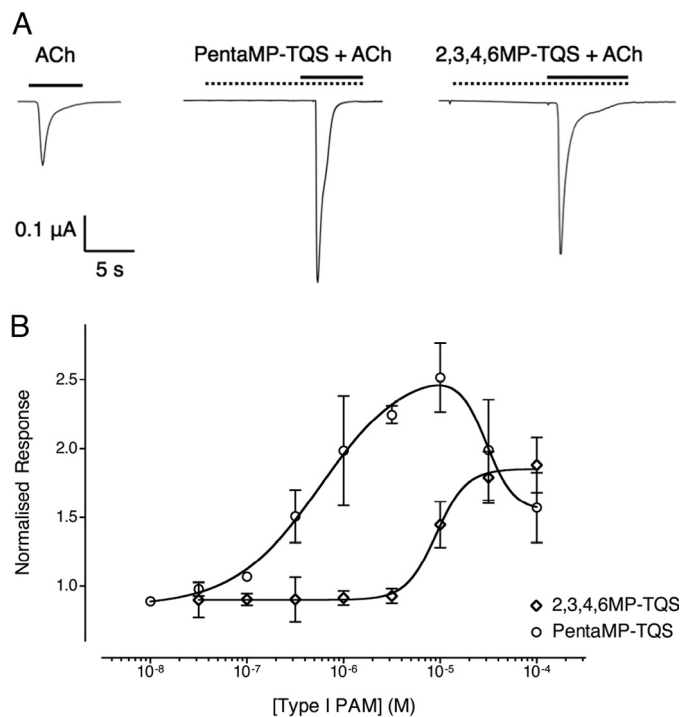 A
ACh
PentaMP-TQS + ACh
2,3,4,6MP-TQS + ACh
0.1 µA
5 s
B
Normalised Response
2.5
2.0
1.5
1.0
2,3,4,6MP-TQS
PentaMP-TQS
10-8
10-7
10-6
10-5
10-4
[Type I PAM] (M)